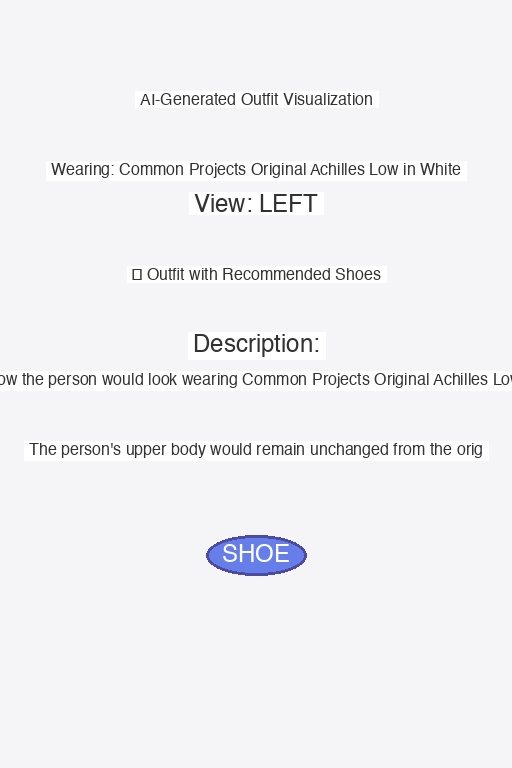 AI-Generated Outfit Visualization
Wearing: Common Projects Original Achilles Low in White
View: LEFT
Outfit with Recommended Shoes
Description:
the person would look wearing Common Projects Original Achilles
The person's upper body would remain unchanged from the orig
SHOE